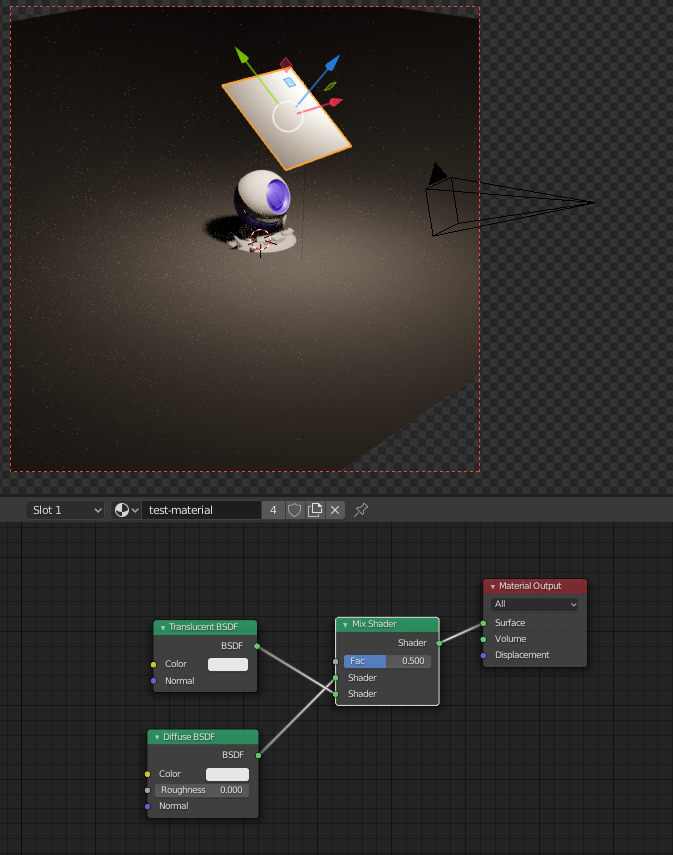 Slot 1
test-material
4
Material Output
All
Surface
Volume
Displacement
Mix Shader
Shader
Fac 0.500
Shader
Shader
Translucent BSDF
BSDF
Color
Normal
Diffuse BSDF
BSDF
Color
Roughness 0.000
Normal